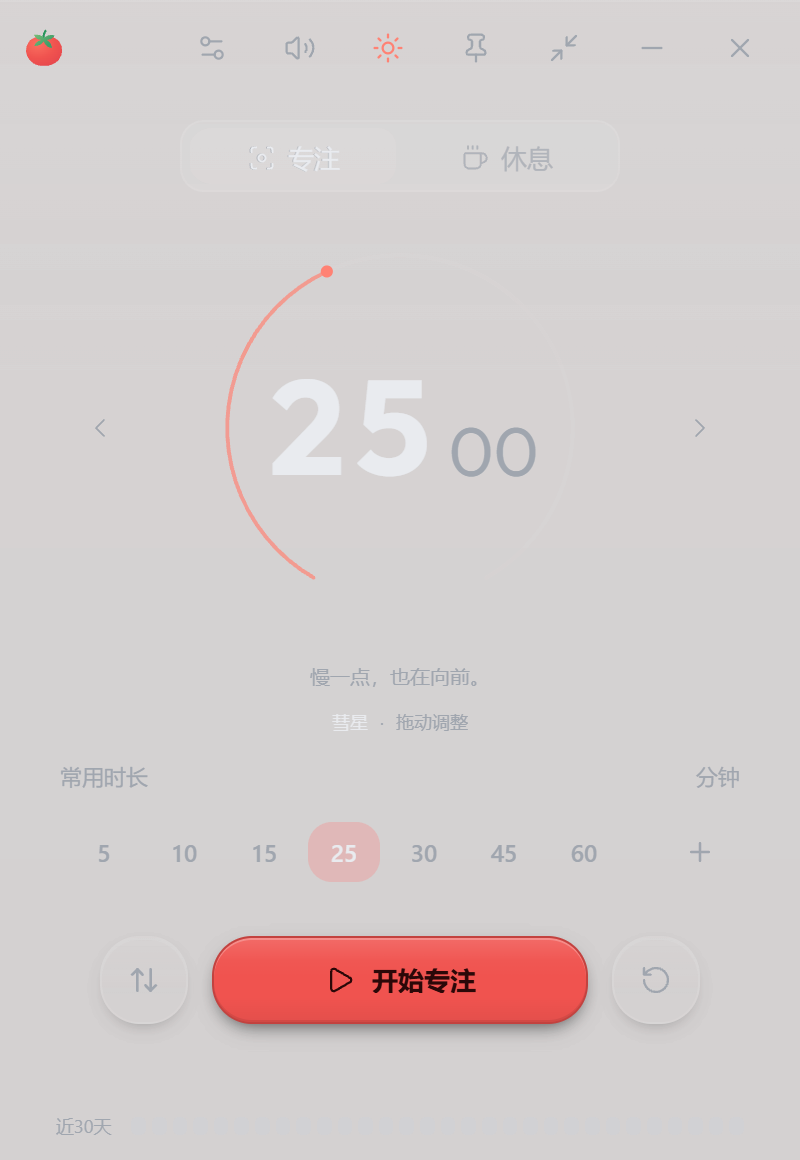 专注 休息
25 00
慢一点，也在向前。
彗星 · 拖动调整
常用时长 分钟
5 10 15 25 30 45 60
开始专注
近30天